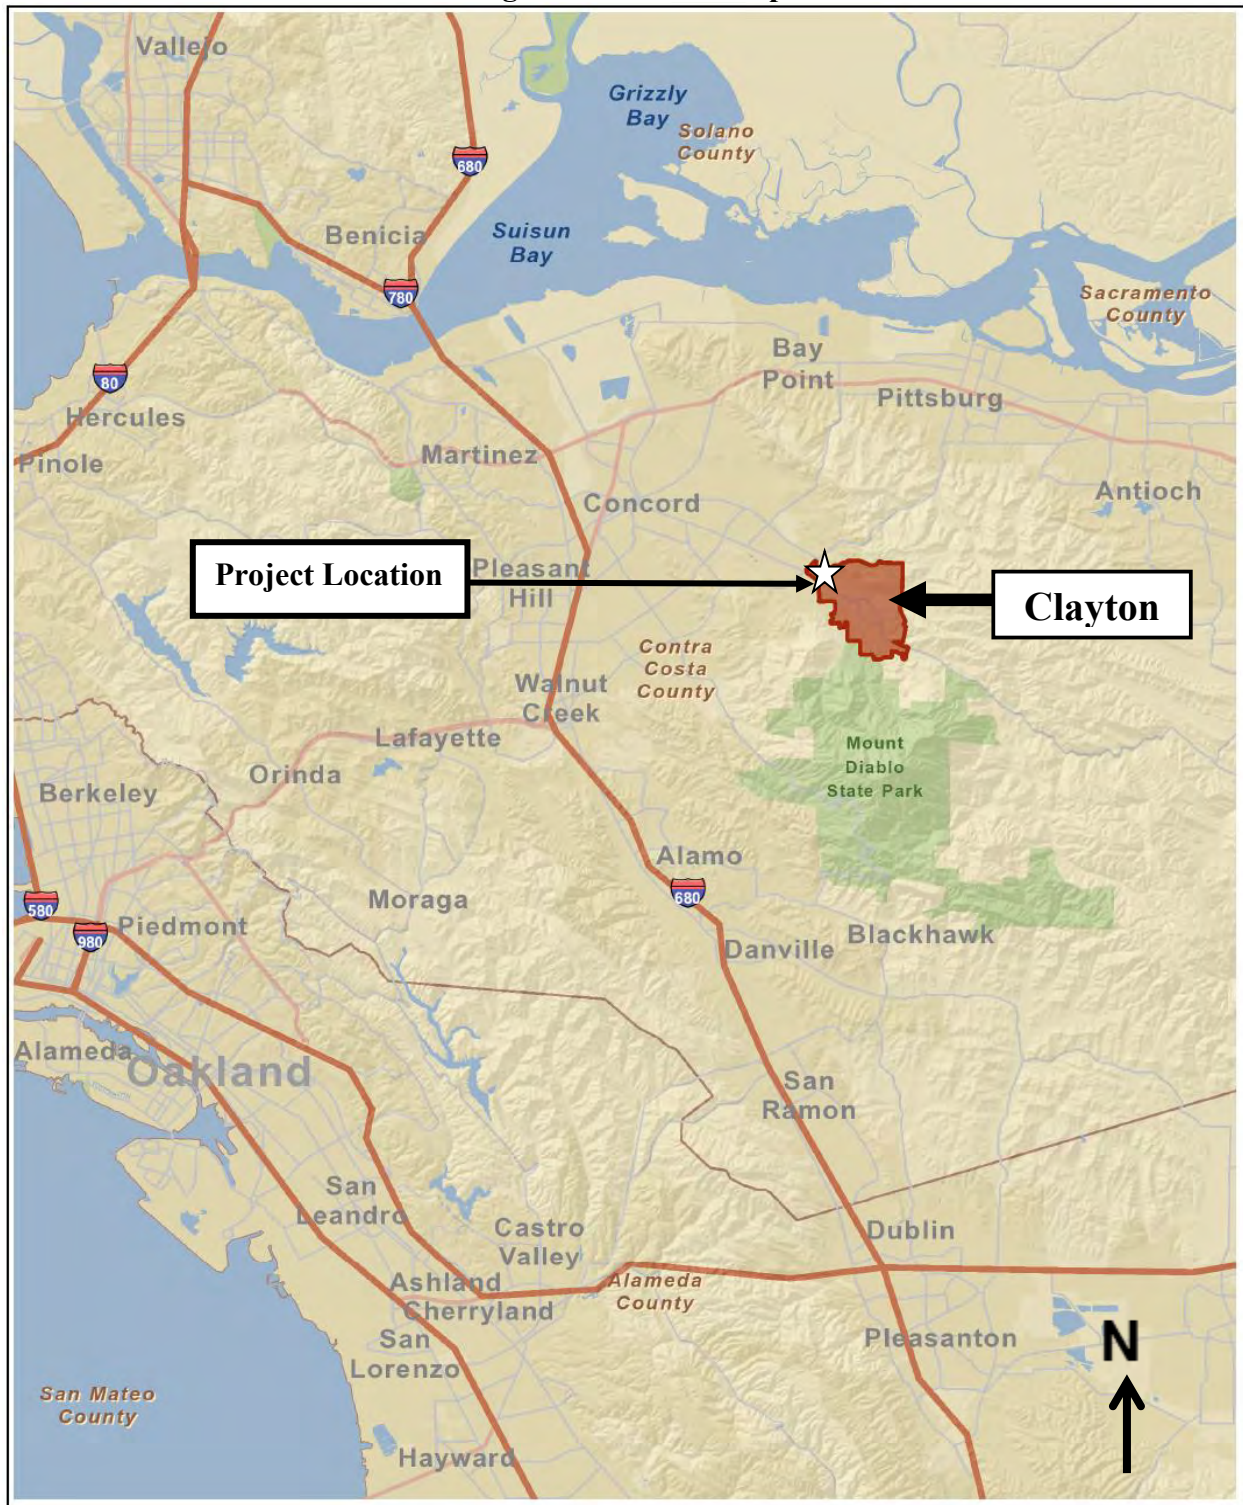 Vallejo
Grizzly
Bay
Solano
County
680
Benicia
Suisun
Bay
780
Sacramento
County
80
Bay
Point
Hercules
Pittsburg
Pinole
Martinez
Antioch
Concord
Project Location
Pleasant
Hill
Clayton
Contra
Costa
County
Walnut
Creek
Lafayette
Mount
Diablo
State Park
Orinda
Berkeley
Alamo
680
Moraga
580
980
Piedmont
Danville
Blackhawk
Alameda
Oakland
San
Ramon
San
Leandro
Castro
Valley
Dublin
Ashland
Cherryland
Alameda
County
San
Lorenzo
Pleasanton
N
San Mateo
County
Hayward